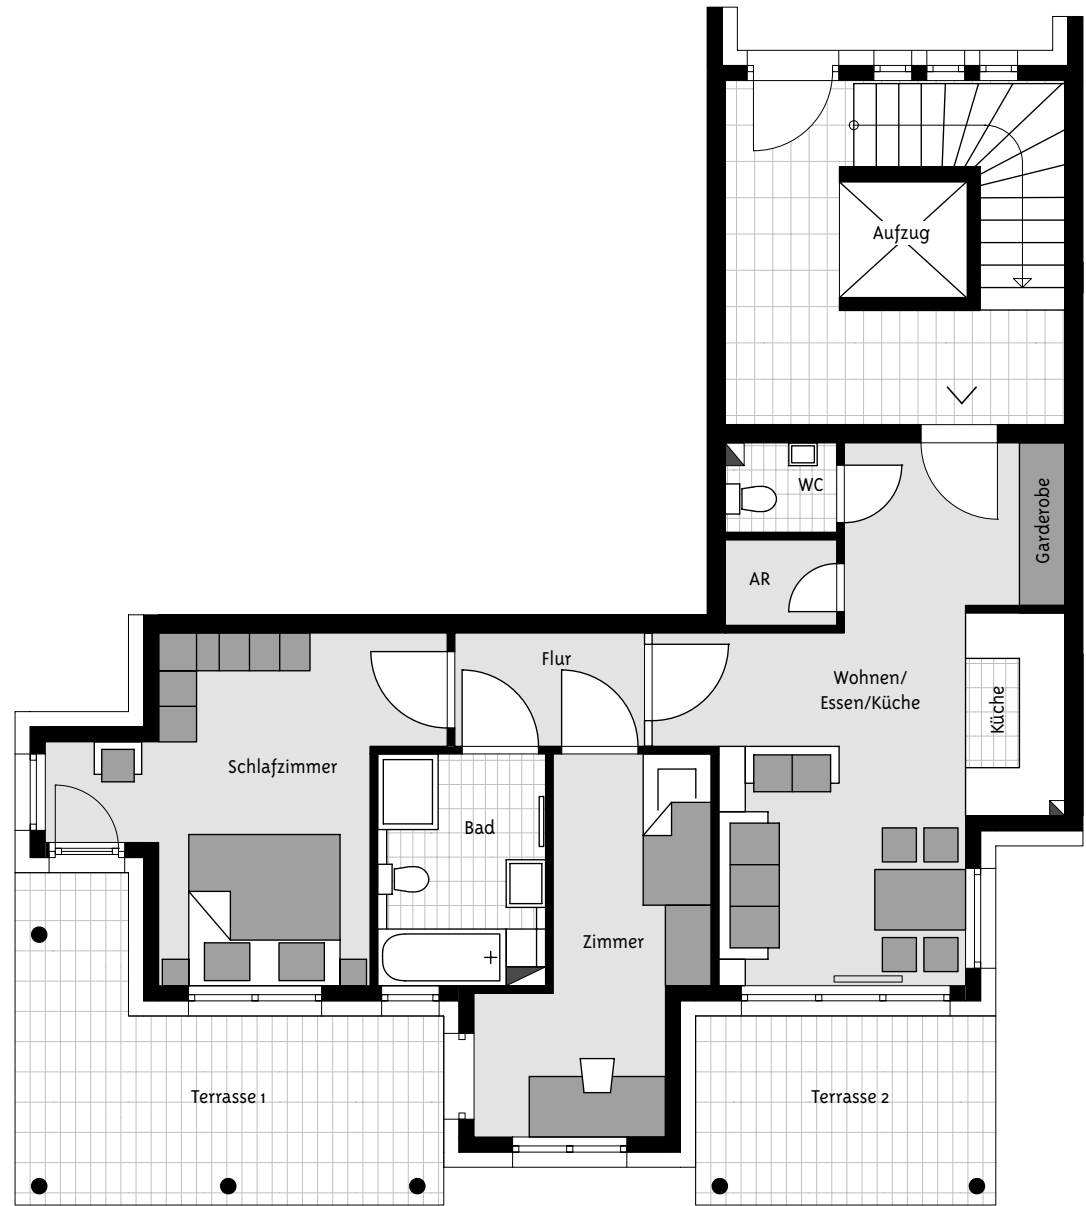 Aufzug
WC
Garderobe
AR
Flur
Wohnen/
Essen/Küche
Küche
Schlafzimmer
Bad
Zimmer
Terrasse 1
Terrasse 2